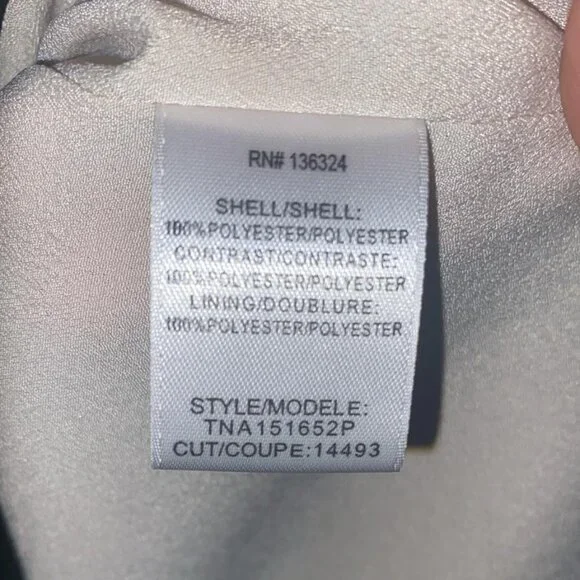 RN# 136324
SHELL/SHELL:
100%POLYESTER/POLYESTER
CONTRAST/CONTRASTE:
100%POLYESTER/POLYESTER
LINING/DOUBLURE:
100%POLYESTER/POLYESTER
STYLE/MODELE:
TNA151652P
CUT/COUPE:14493